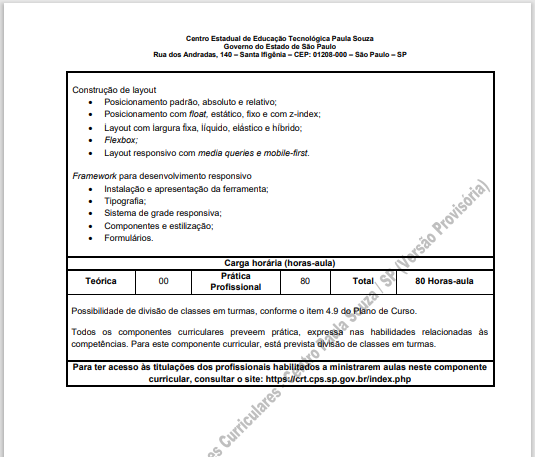 Centro Estadual de Educação Tecnológica Paula Souza
Governo do Estado de São Paulo
Rua dos Andradas, 140 – Santa Ifigênia – CEP: 01208-000 – São Paulo – SP
Construção de layout
• Posicionamento padrão, absoluto e relativo;
• Posicionamento com float, estático, fixo e com z-index;
• Layout com largura fixa, líquido, elástico e híbrido;
• Flexbox;
• Layout responsivo com media queries e mobile-first.
Framework para desenvolvimento responsivo
• Instalação e apresentação da ferramenta;
• Tipografia;
• Sistema de grade responsiva;
• Componentes e estilização;
• Formulários.
Carga horária (horas-aula)
Teórica 00 Prática Profissional 80 Total 80 Horas-aula
Possibilidade de divisão de classes em turmas, conforme o item 4.9 do Plano de Curso.
Todos os componentes curriculares preveem prática, expressa nas habilidades relacionadas às
competências. Para este componente curricular, está prevista divisão de classes em turmas.
Para ter acesso às titulações dos profissionais habilitados a ministrarem aulas neste componente
curricular, consultar o site: https://crt.cps.sp.gov.br/index.php
es Curriculares - Centro Paula Souza / SP (Versão Provisória)